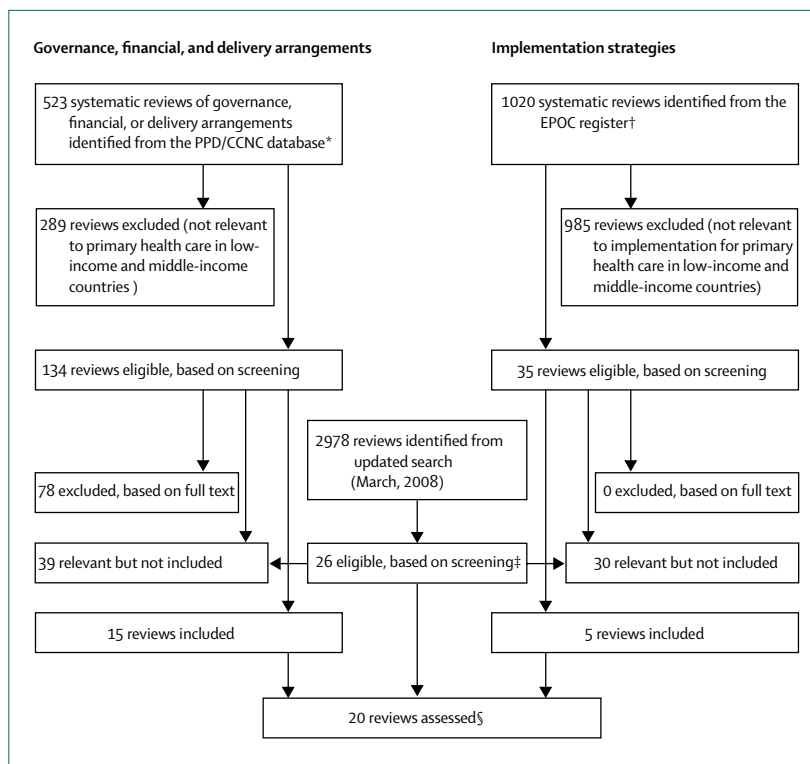 Governance, financial, and delivery arrangements
Implementation strategies
523 systematic reviews of governance,
financial, or delivery arrangements
identified from the PPD/CCNC database*
1020 systematic reviews identified from the
EPOC register†
289 reviews excluded (not relevant
to primary health care in low-
income and middle-income
countries )
985 reviews excluded (not relevant
to implementation for primary
health care in low-income and
middle-income countries)
134 reviews eligible, based on screening
35 reviews eligible, based on screening
2978 reviews identified from
updated search
(March, 2008)
78 excluded, based on full text
0 excluded, based on full text
39 relevant but not included
26 eligible, based on screening‡
30 relevant but not included
15 reviews included
5 reviews included
20 reviews assessed§